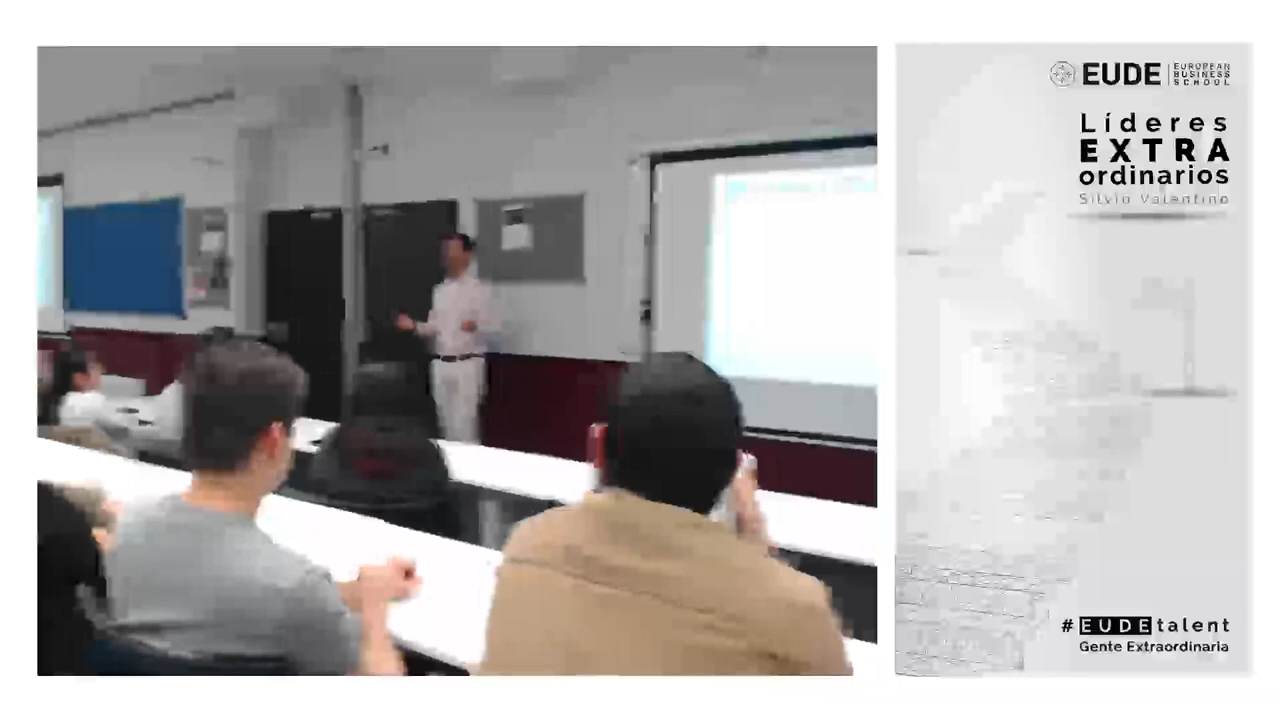 EUDE
EUROPEAN
BUSINESS
SCHOOL
Líderes
EXTRA
ordinarios
Silvio Valentino
#EUDEtalent
Gente Extraordinaria